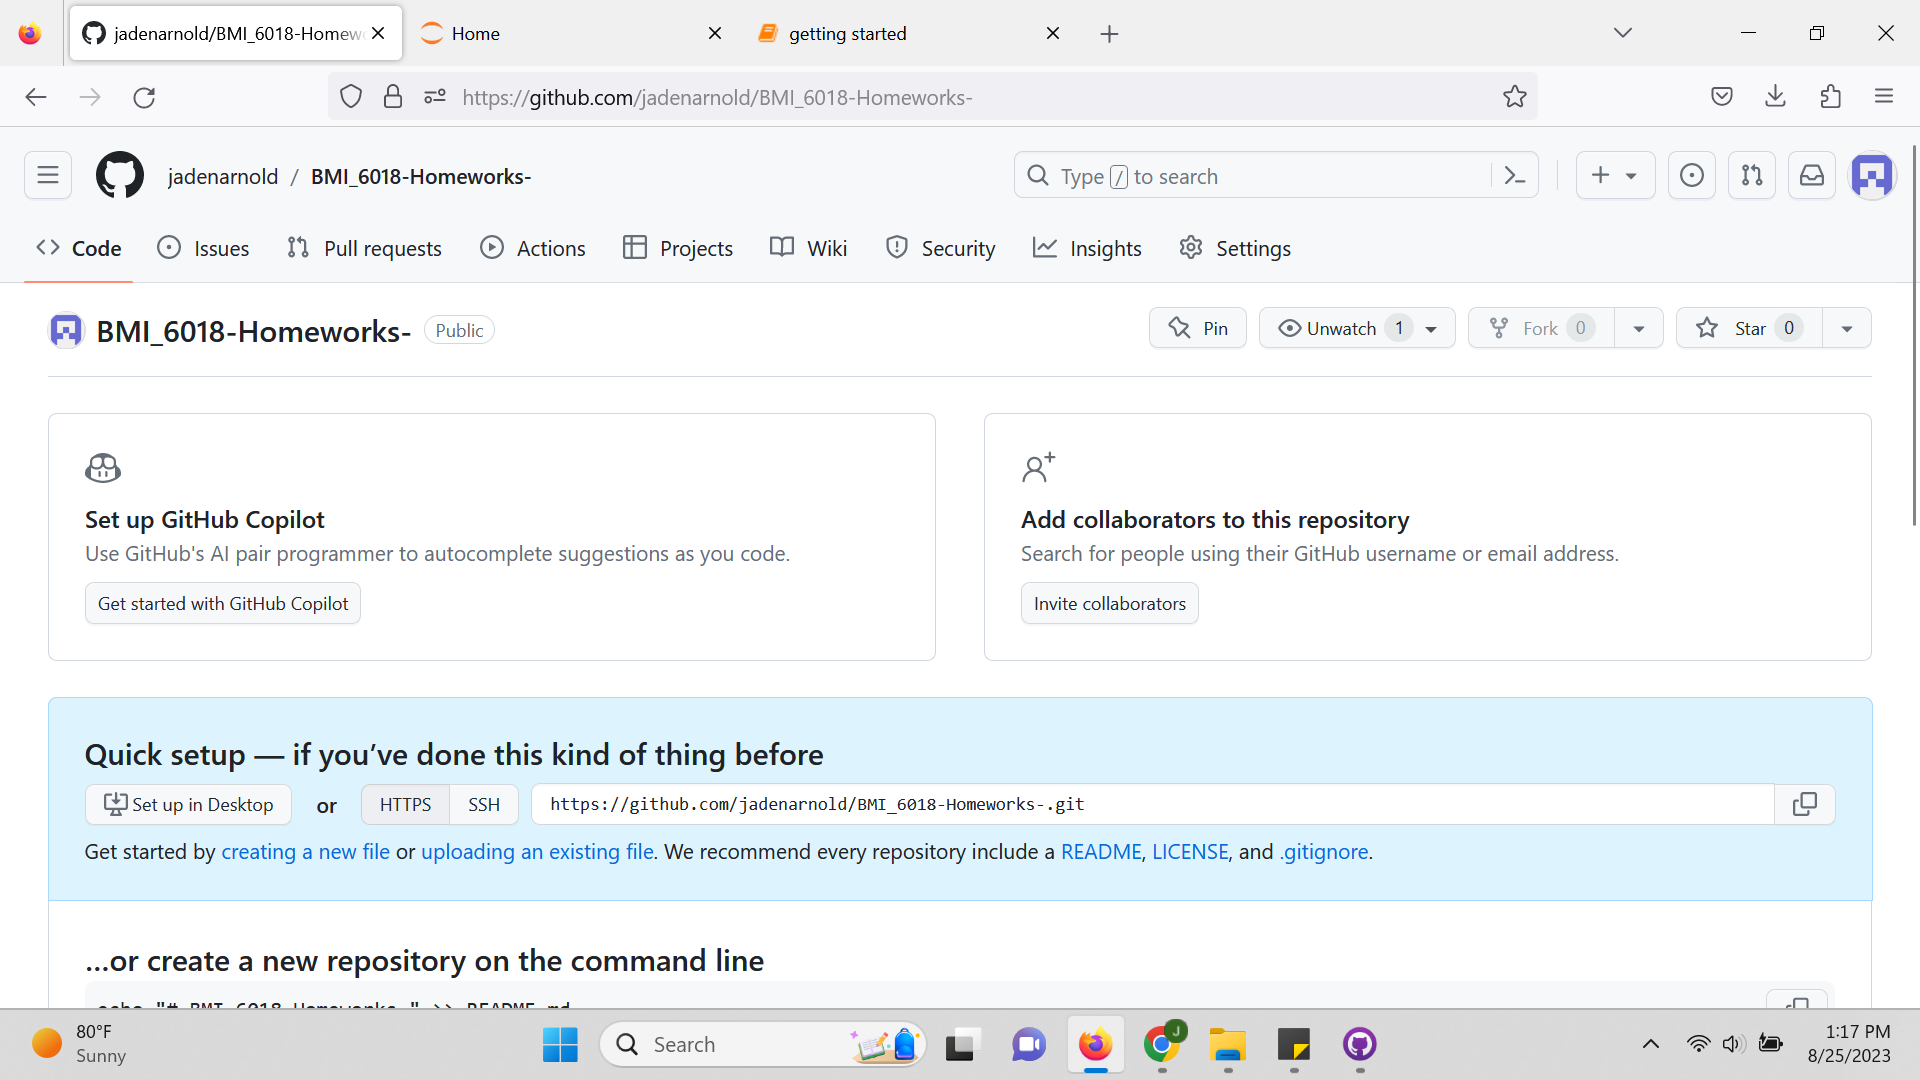 jadenarnold/BMI_6018-Homew
Home
getting started
https://github.com/jadenarnold/BMI_6018-Homeworks-
jadenarnold / BMI_6018-Homeworks-
Type / to search
Code
Issues
Pull requests
Actions
Projects
Wiki
Security
Insights
Settings
BMI_6018-Homeworks- Public
Pin
Unwatch 1
Fork 0
Star 0
Set up GitHub Copilot
Use GitHub's AI pair programmer to autocomplete suggestions as you code.
Get started with GitHub Copilot
Add collaborators to this repository
Search for people using their GitHub username or email address.
Invite collaborators
Quick setup — if you’ve done this kind of thing before
Set up in Desktop or HTTPS SSH https://github.com/jadenarnold/BMI_6018-Homeworks-.git
Get started by creating a new file or uploading an existing file. We recommend every repository include a README, LICENSE, and .gitignore.
…or create a new repository on the command line
echo "# BMI_6018-Homeworks-" >> README.md
80°F
Sunny
Search
J
1:17 PM
8/25/2023